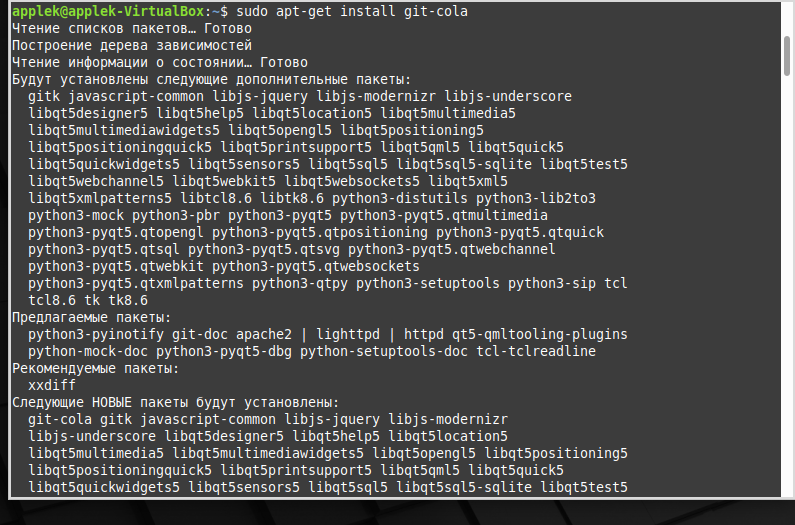 applek@applek-VirtualBox:~$ sudo apt-get install git-cola
Чтение списков пакетов… Готово
Построение дерева зависимостей
Чтение информации о состоянии… Готово
Будут установлены следующие дополнительные пакеты:
gitk javascript-common libjs-jquery libjs-modernizr libjs-underscore
libqt5designer5 libqt5help5 libqt5location5 libqt5multimedia5
libqt5multimediawidgets5 libqt5opengl5 libqt5positioning5
libqt5positioningquick5 libqt5printsupport5 libqt5qml5 libqt5quick5
libqt5quickwidgets5 libqt5sensors5 libqt5sql5 libqt5sql5-sqlite libqt5test5
libqt5webchannel5 libqt5webkit5 libqt5websockets5 libqt5xml5
libqt5xmlpatterns5 libtcl8.6 libtk8.6 python3-distutils python3-lib2to3
python3-mock python3-pbr python3-pyqt5 python3-pyqt5.qtmultimedia
python3-pyqt5.qtopengl python3-pyqt5.qtpositioning python3-pyqt5.qtquick
python3-pyqt5.qtsql python3-pyqt5.qtsvg python3-pyqt5.qtwebchannel
python3-pyqt5.qtwebkit python3-pyqt5.qtwebsockets
python3-pyqt5.qtxmlpatterns python3-qtpy python3-setuptools python3-sip tcl
tcl8.6 tk tk8.6
Предлагаемые пакеты:
python3-pyinotify git-doc apache2 | lighttpd | httpd qt5-qmltooling-plugins
python-mock-doc python3-pyqt5-dbg python-setuptools-doc tcl-tclreadline
Рекомендуемые пакеты:
xxdiff
Следующие НОВЫЕ пакеты будут установлены:
git-cola gitk javascript-common libjs-jquery libjs-modernizr
libjs-underscore libqt5designer5 libqt5help5 libqt5location5
libqt5multimedia5 libqt5multimediawidgets5 libqt5opengl5 libqt5positioning5
libqt5positioningquick5 libqt5printsupport5 libqt5qml5 libqt5quick5
libqt5quickwidgets5 libqt5sensors5 libqt5sql5 libqt5sql5-sqlite libqt5test5